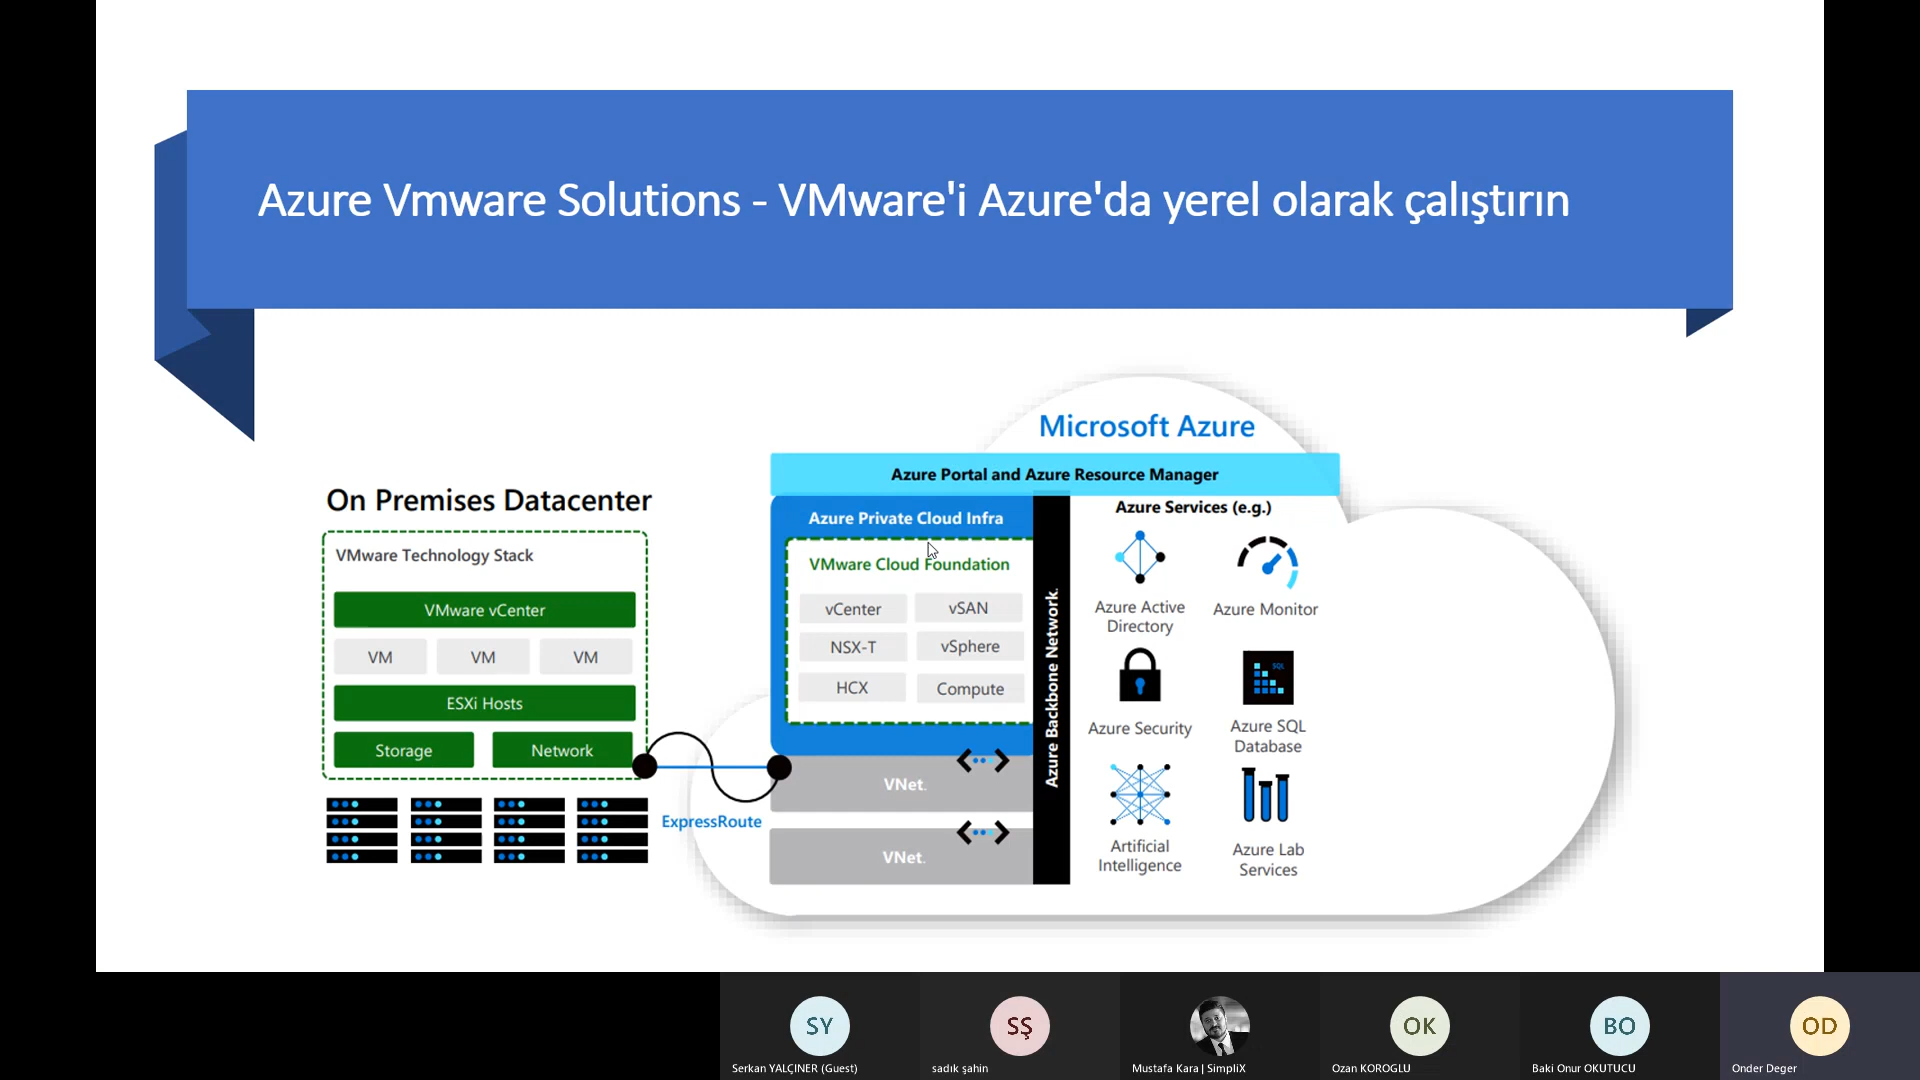 Azure Vmware Solutions - VMware'i Azure'da yerel olarak çalıştırın
Microsoft Azure
Azure Portal and Azure Resource Manager
On Premises Datacenter
VMware Technology Stack
VMware vCenter
VM
VM
VM
ESXi Hosts
Storage
Network
ExpressRoute
Azure Private Cloud Infra
VMware Cloud Foundation
vCenter
vSAN
NSX-T
vSphere
HCX
Compute
VNet.
VNet.
Azure Backbone Network.
Azure Services (e.g.)
Azure Active
Directory
Azure Monitor
Azure Security
SQL
Azure SQL
Database
Artificial
Intelligence
Azure Lab
Services
SY
Serkan YALÇINER (Guest)
SŞ
sadık şahin
Mustafa Kara | SimpliX
OK
Ozan KOROGLU
BO
Baki Onur OKUTUCU
OD
Onder Deger